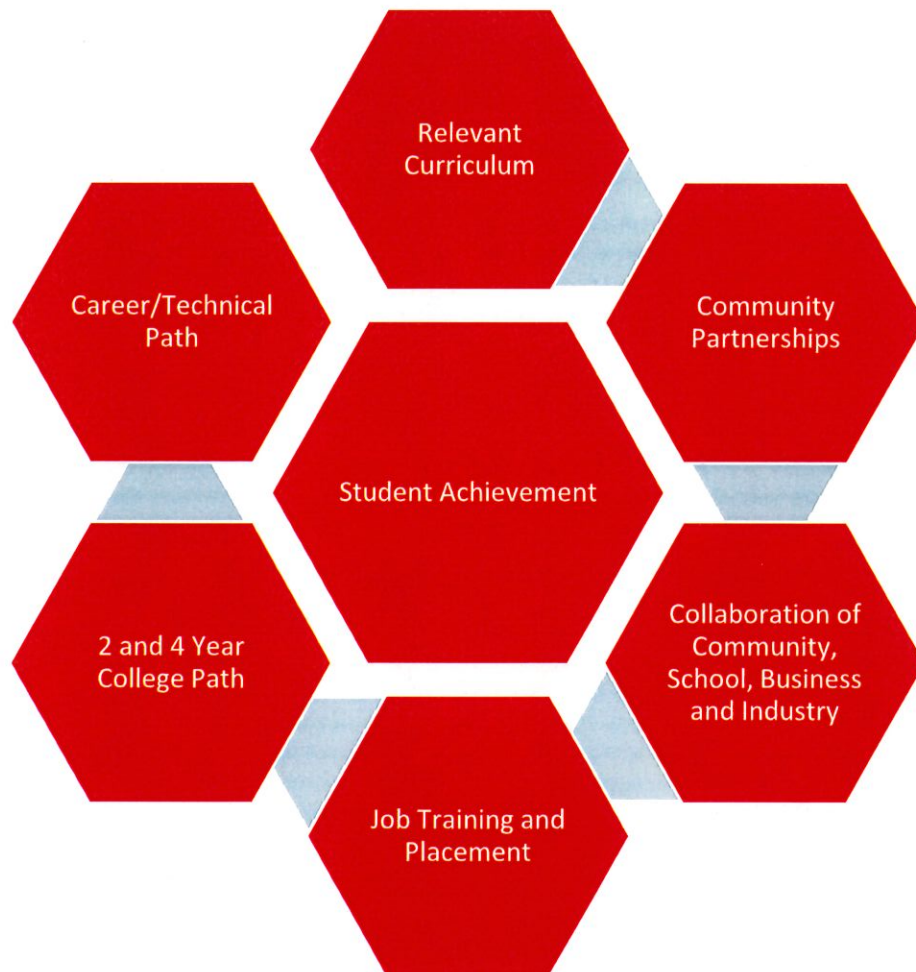 Relevant
Curriculum
Community
Partnerships
Collaboration of
Community,
School, Business
and Industry
Job Training and
Placement
2 and 4 Year
College Path
Career/Technical
Path
Student Achievement